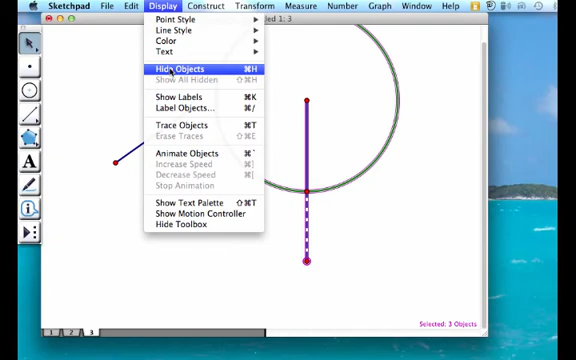 Sketchpad File Edit Display Construct Transform Measure Number Graph Window Help
Point Style
Line Style
Color
Text
Hide Objects ⌘H
Show All Hidden ⇧⌘H
Show Labels ⌘K
Label Objects... ⌘/
Trace Objects ⌘T
Erase Traces ⇧⌘E
Animate Objects ⌘`
Increase Speed ⌘]
Decrease Speed ⌘[
Stop Animation
Show Text Palette ⇧⌘T
Show Motion Controller
Hide Toolbox
led 1: 3
A
Selected: 3 Objects
1 2 3